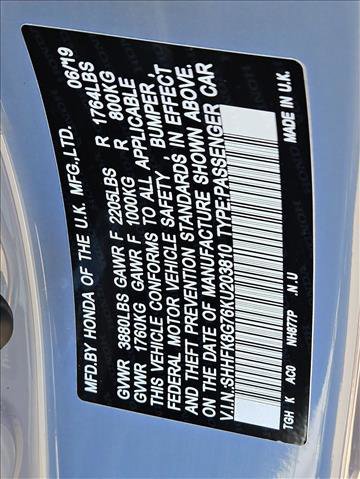 MFD.BY HONDA OF THE U.K. MFG.,LTD. 06/19
GVWR 3880LBS GAWR F 2205LBS R 1764LBS
GVWR 1760KG GAWR F 1000KG R 800KG
THIS VEHICLE CONFORMS TO ALL APPLICABLE
FEDERAL MOTOR VEHICLE SAFETY , BUMPER ,
AND THEFT PREVENTION STANDARDS IN EFFECT
ON THE DATE OF MANUFACTURE SHOWN ABOVE.
V.I.N.:SHHFK8G76KU203810 TYPE:PASSENGER CAR
TGH K AC0 NH877P .N.U MADE IN U.K.